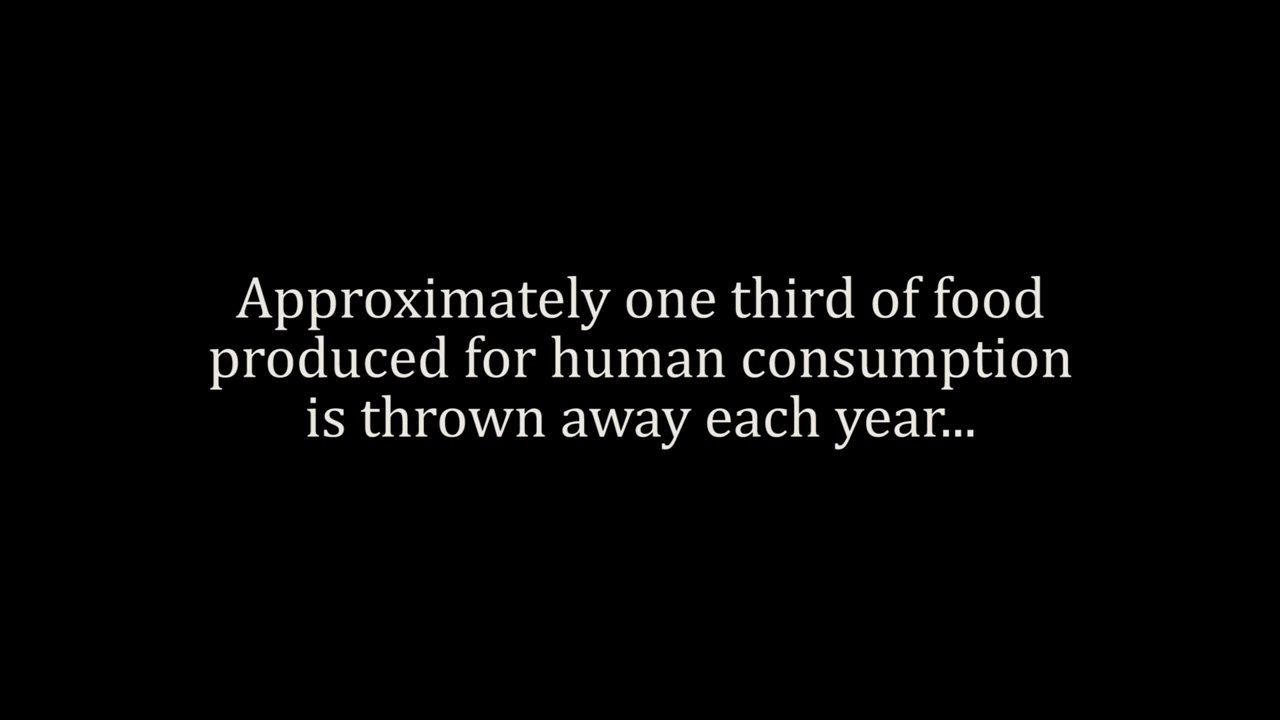 Approximately one third of food
produced for human consumption
is thrown away each year...